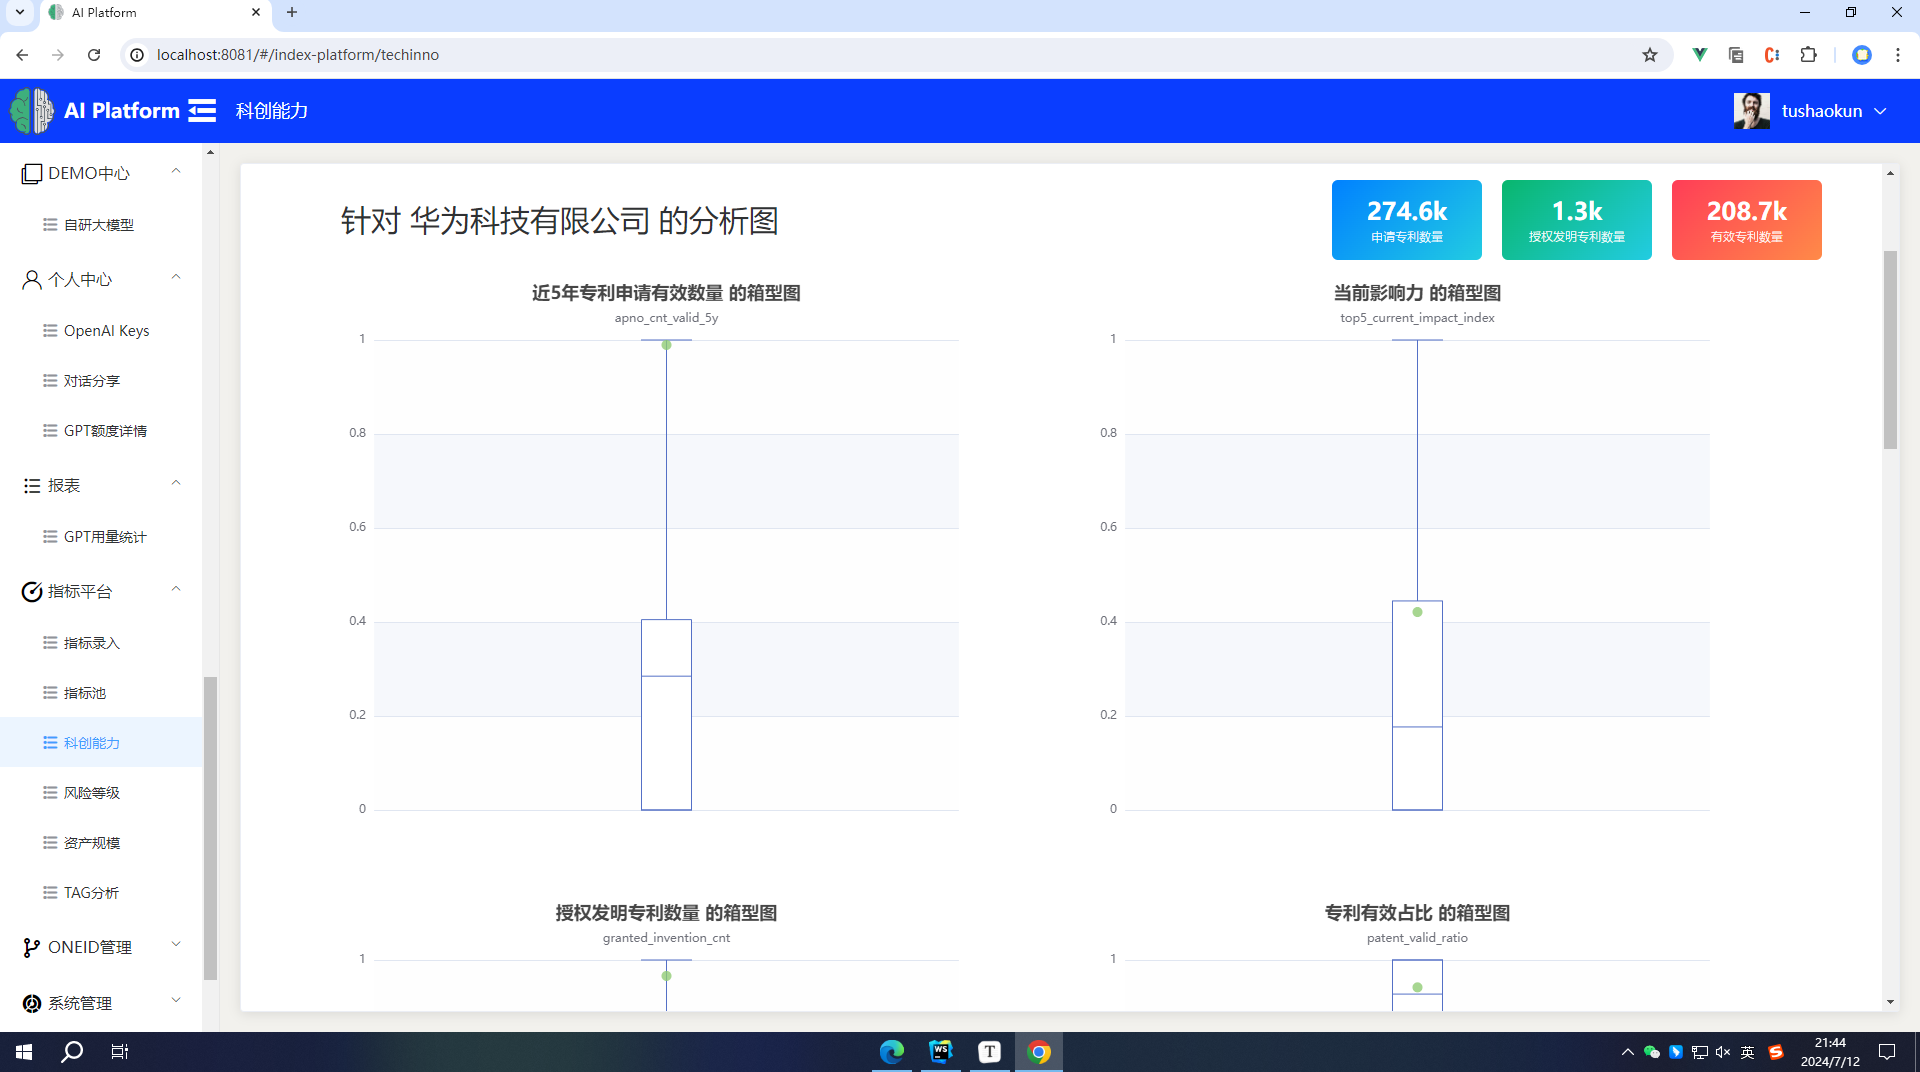 AI Platform
localhost:8081/#/index-platform/techinno
AI Platform
科创能力
tushaokun
DEMO中心
自研大模型
个人中心
OpenAI Keys
对话分享
GPT额度详情
报表
GPT用量统计
指标平台
指标录入
指标池
科创能力
风险等级
资产规模
TAG分析
ONEID管理
系统管理
针对 华为科技有限公司 的分析图
274.6k
申请专利数量
1.3k
授权发明专利数量
208.7k
有效专利数量
近5年专利申请有效数量 的箱型图
apno_cnt_valid_5y
1
0.8
0.6
0.4
0.2
0
当前影响力 的箱型图
top5_current_impact_index
1
0.8
0.6
0.4
0.2
0
授权发明专利数量 的箱型图
granted_invention_cnt
1
专利有效占比 的箱型图
patent_valid_ratio
1
WS
T
英
21:44
2024/7/12